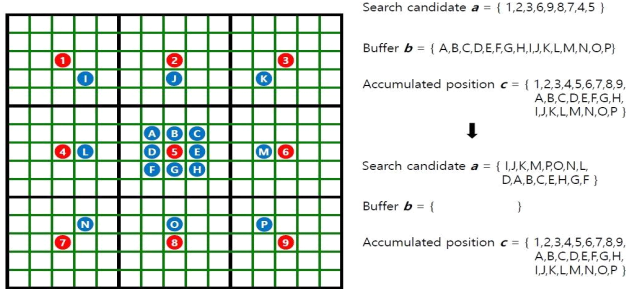 Search candidate a = { 1,2,3,6,9,8,7,4,5 }
Buffer b = { A,B,C,D,E,F,G,H,I,J,K,L,M,N,O,P}
Accumulated position c = { 1,2,3,4,5,6,7,8,9,
A,B,C,D,E,F,G,H,
I,J,K,L,M,N,O,P }
Search candidate a = { I,J,K,M,P,O,N,L,
D,A,B,C,E,H,G,F }
Buffer b = { }
Accumulated position c = { 1,2,3,4,5,6,7,8,9,
A,B,C,D,E,F,G,H,
I,J,K,L,M,N,O,P }
1 2 3
I J K
A B C
4 L D 5 E M 6
F G H
N O P
7 8 9